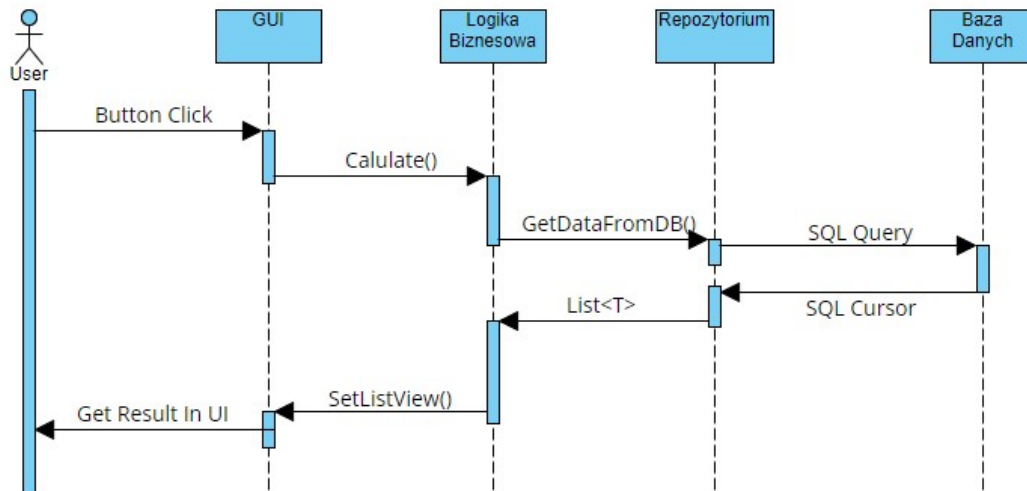 User
GUI
Logika
Biznesowa
Repozytorium
Baza
Danych
Button Click
Calulate()
GetDataFromDB()
SQL Query
SQL Cursor
List<T>
SetListView()
Get Result In UI